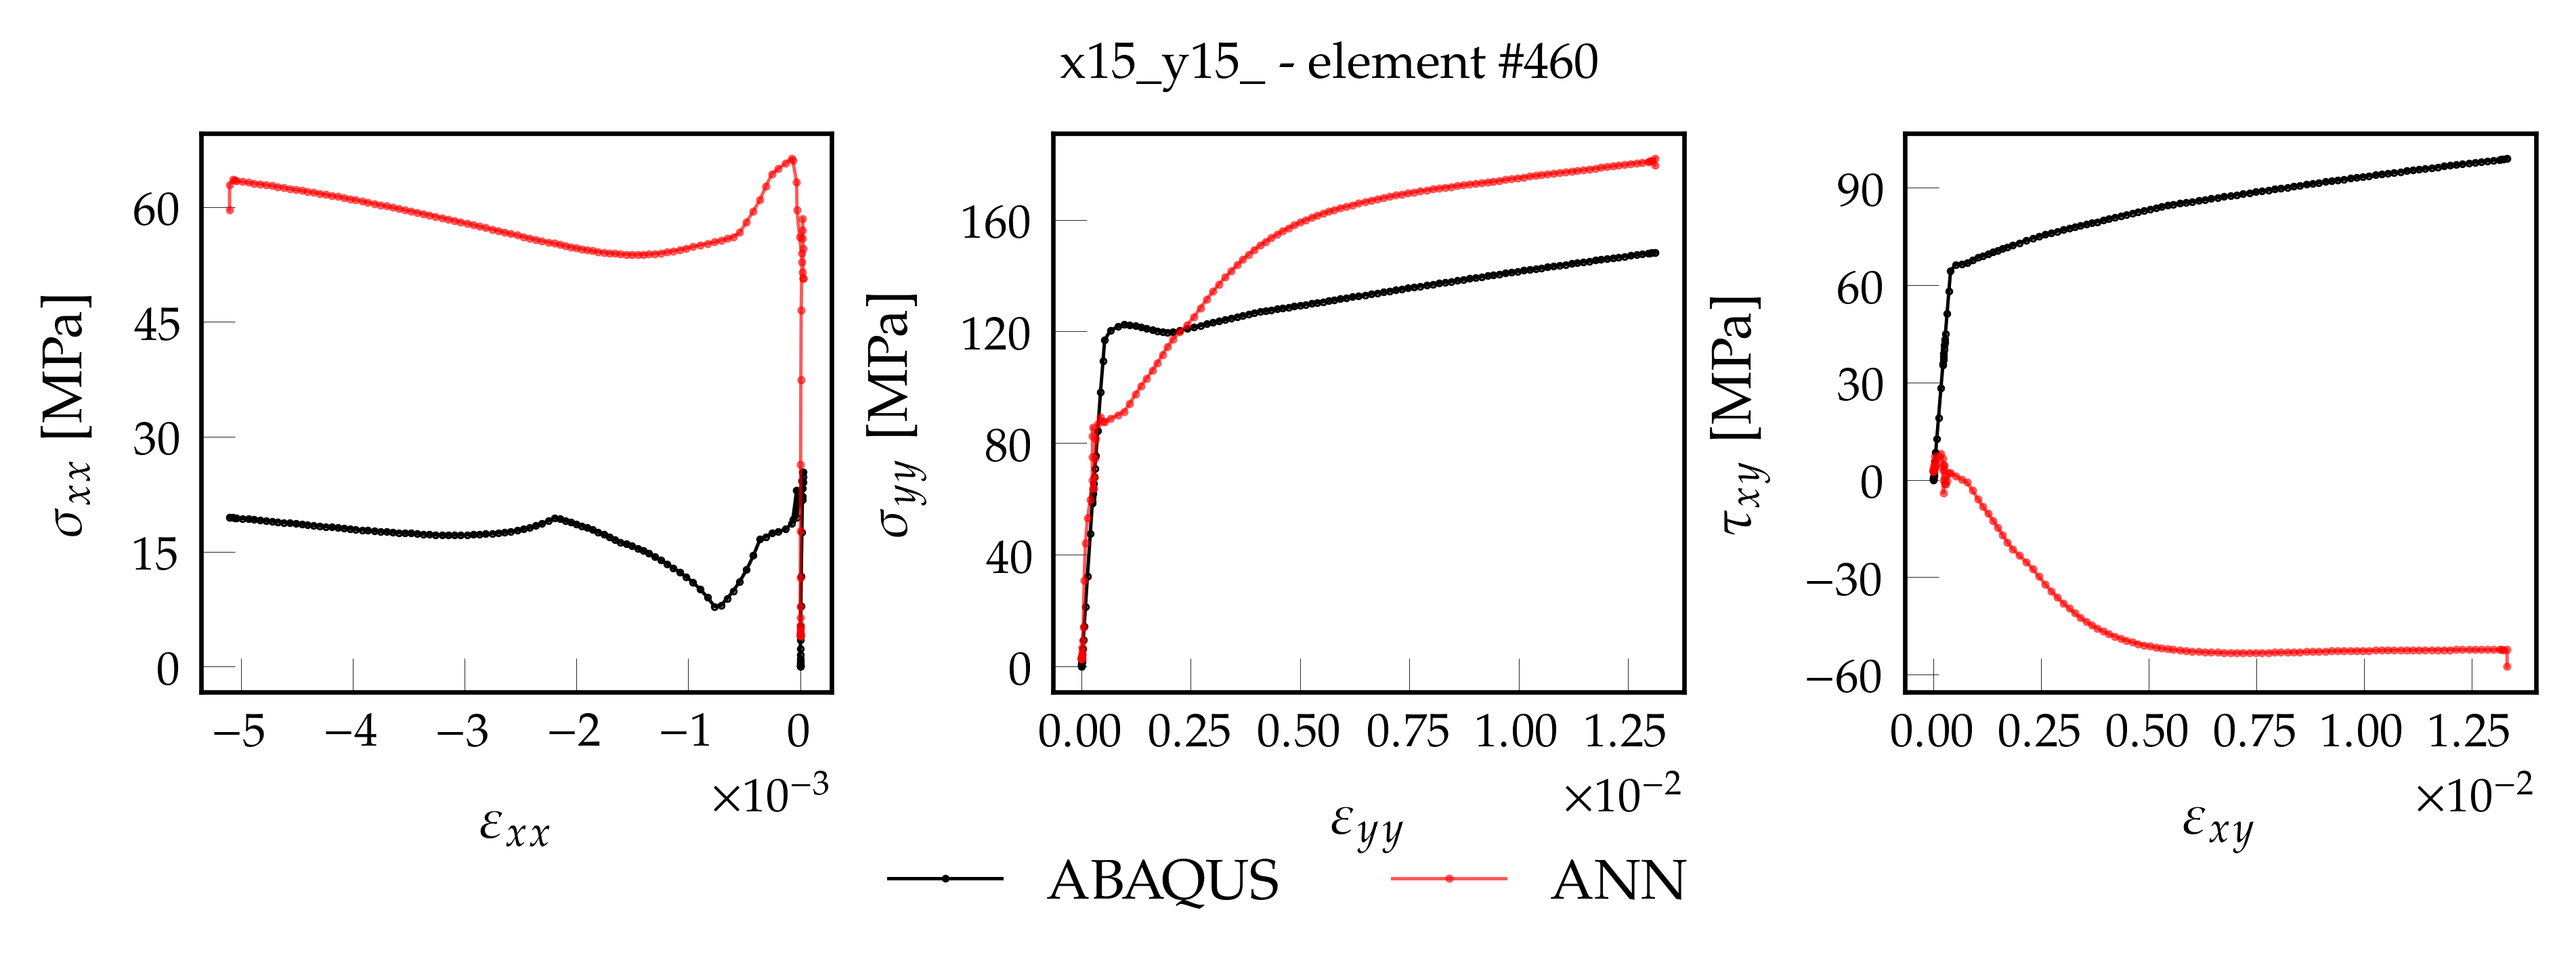 x15_y15_ - element #460
σxx [MPa]
60
45
30
15
0
−5 −4 −3 −2 −1 0
×10−3
εxx
σyy [MPa]
160
120
80
40
0
0.00 0.25 0.50 0.75 1.00 1.25
×10−2
εyy
τxy [MPa]
90
60
30
0
−30
−60
0.00 0.25 0.50 0.75 1.00 1.25
×10−2
εxy
ABAQUS ANN